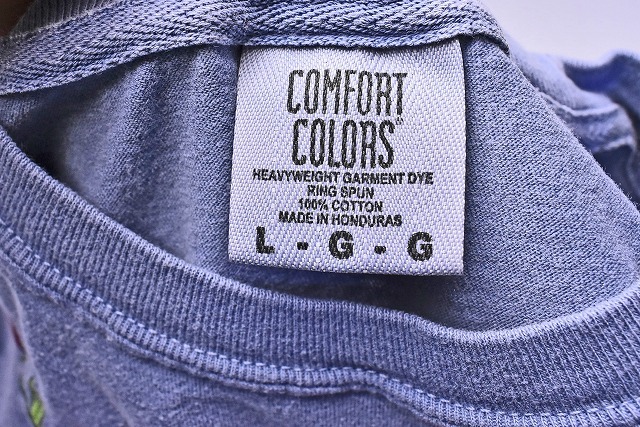 COMFORT
COLORS®
HEAVYWEIGHT GARMENT DYE
RING SPUN
100% COTTON
MADE IN HONDURAS
L - G - G